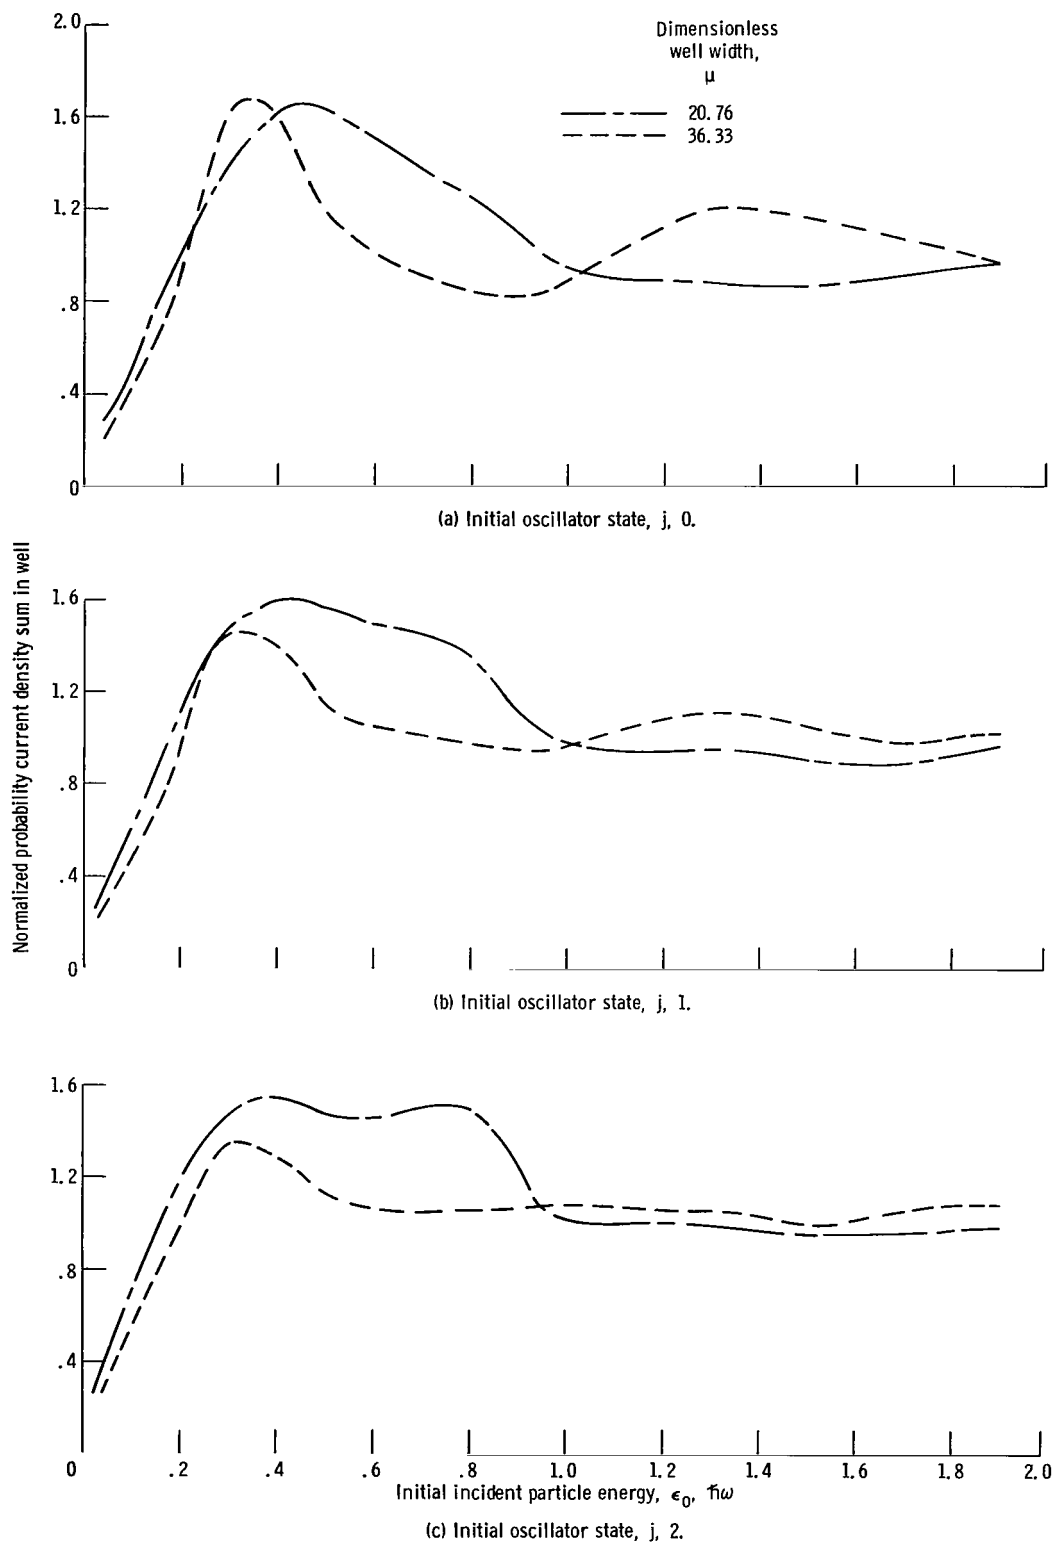 Dimensionless
well width,
μ
20.76
36.33
2.0
1.6
1.2
.8
.4
0
(a) Initial oscillator state, j, 0.
Normalized probability current density sum in well
1.6
1.2
.8
.4
0
(b) Initial oscillator state, j, 1.
1.6
1.2
.8
.4
0 .2 .4 .6 .8 1.0 1.2 1.4 1.6 1.8 2.0
Initial incident particle energy, ϵ₀, ħω
(c) Initial oscillator state, j, 2.